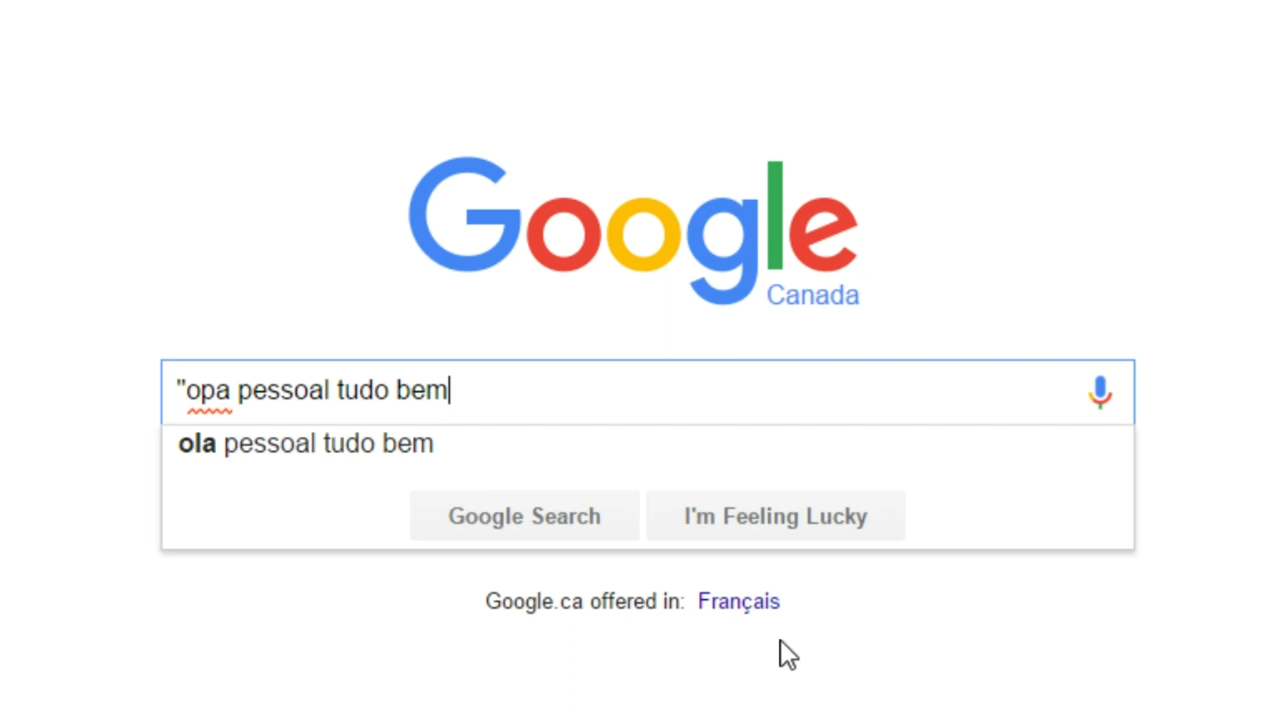 Google
Canada
"opa pessoal tudo bem
ola pessoal tudo bem
Google Search I'm Feeling Lucky
Google.ca offered in: Français